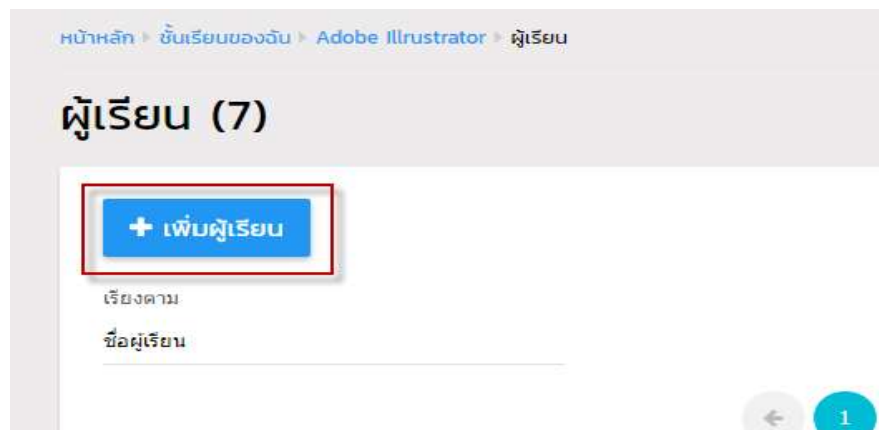 หน้าหลัก ▸ ชั้นเรียนของฉัน ▸ Adobe Illrustrator ▸ ผู้เรียน
ผู้เรียน (7)
+ เพิ่มผู้เรียน
เรียงตาม
ชื่อผู้เรียน
← 1